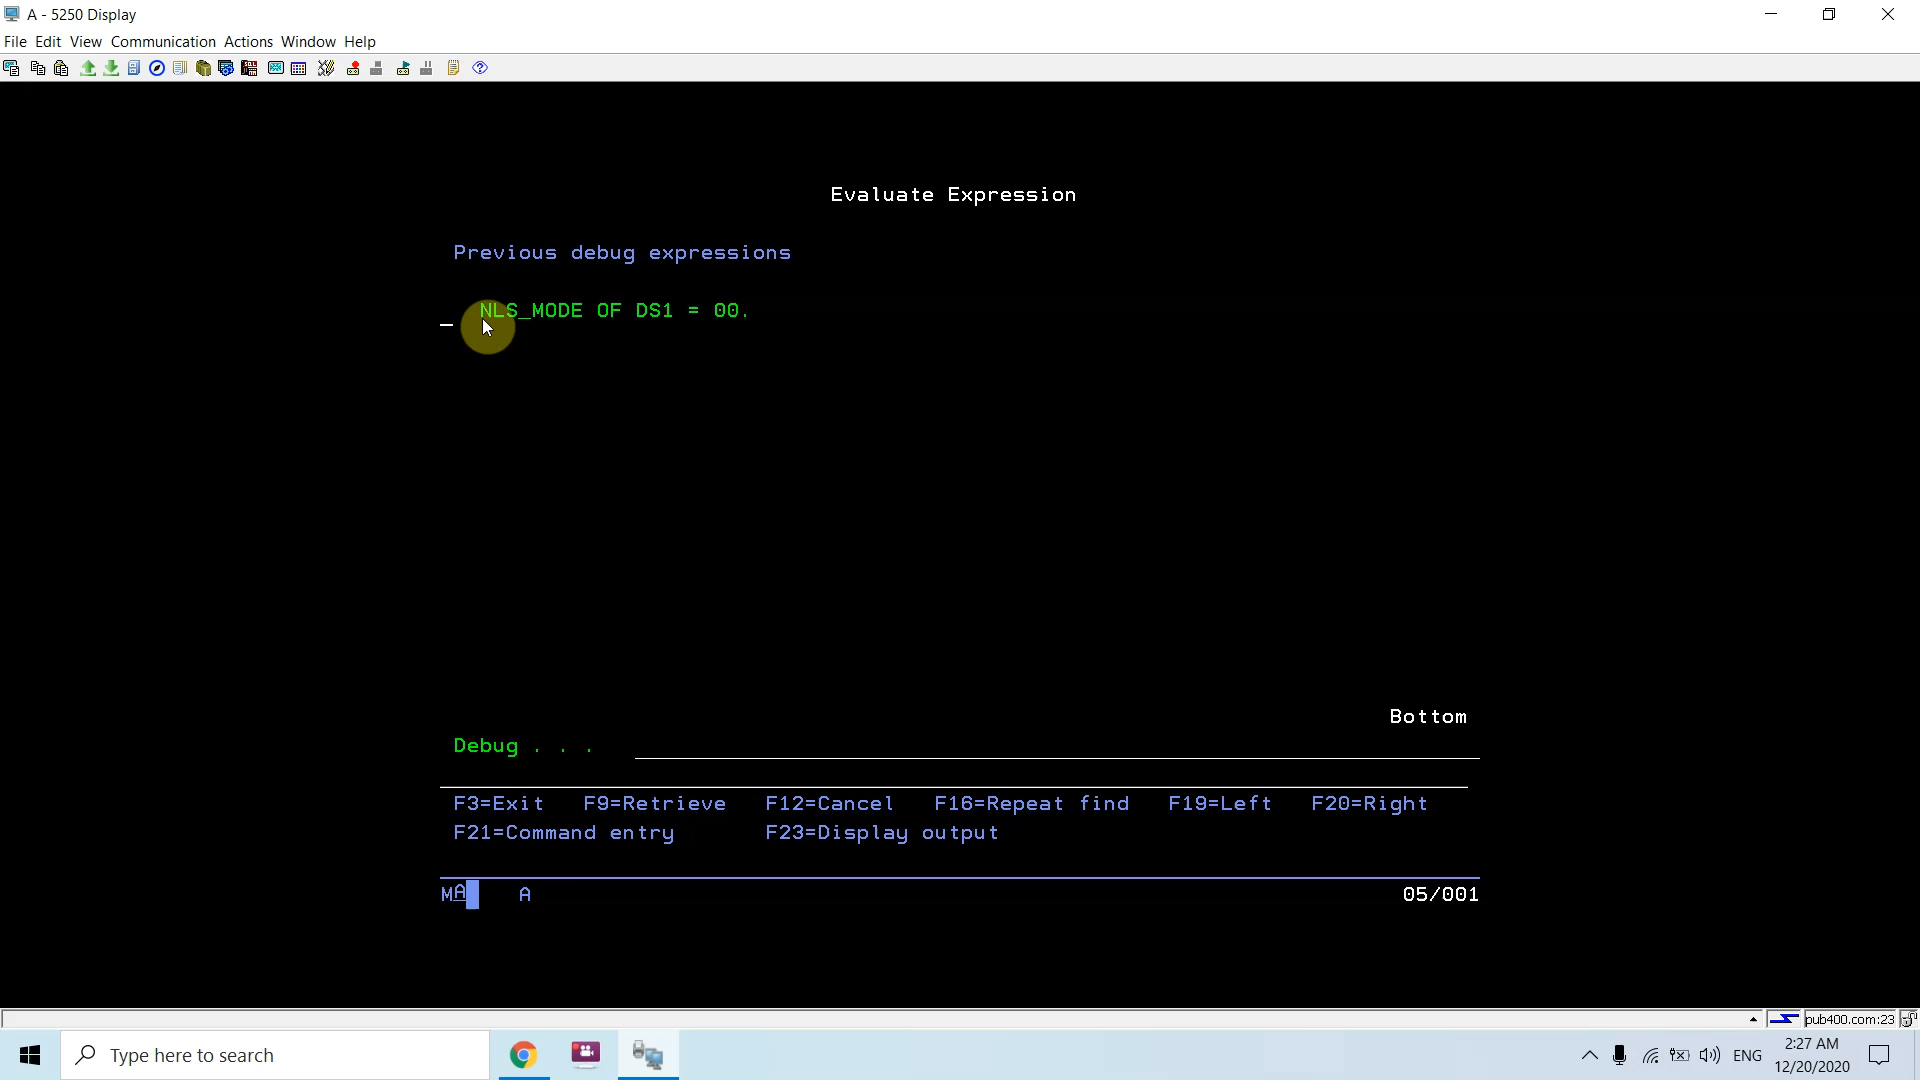 A - 5250 Display
File Edit View Communication Actions Window Help
Evaluate Expression
Previous debug expressions
NLS_MODE OF DS1 = 00.
Bottom
Debug . . .
F3=Exit F9=Retrieve F12=Cancel F16=Repeat find F19=Left F20=Right
F21=Command entry F23=Display output
MA A 05/001
pub400.com:23
Type here to search
ENG
2:27 AM
12/20/2020